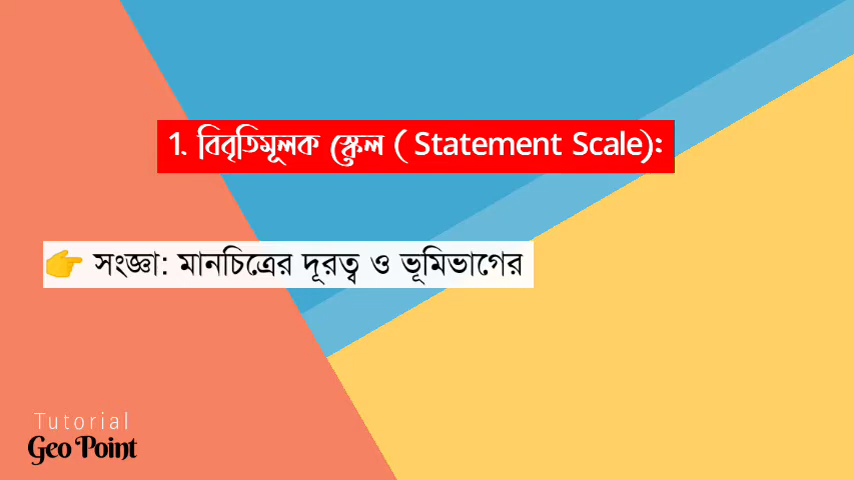 1. বিবৃতিমূলক স্কেল ( Statement Scale):
👉 সংজ্ঞা: মানচিত্রের দূরত্ব ও ভূমিভাগের
Tutorial
Geo Point